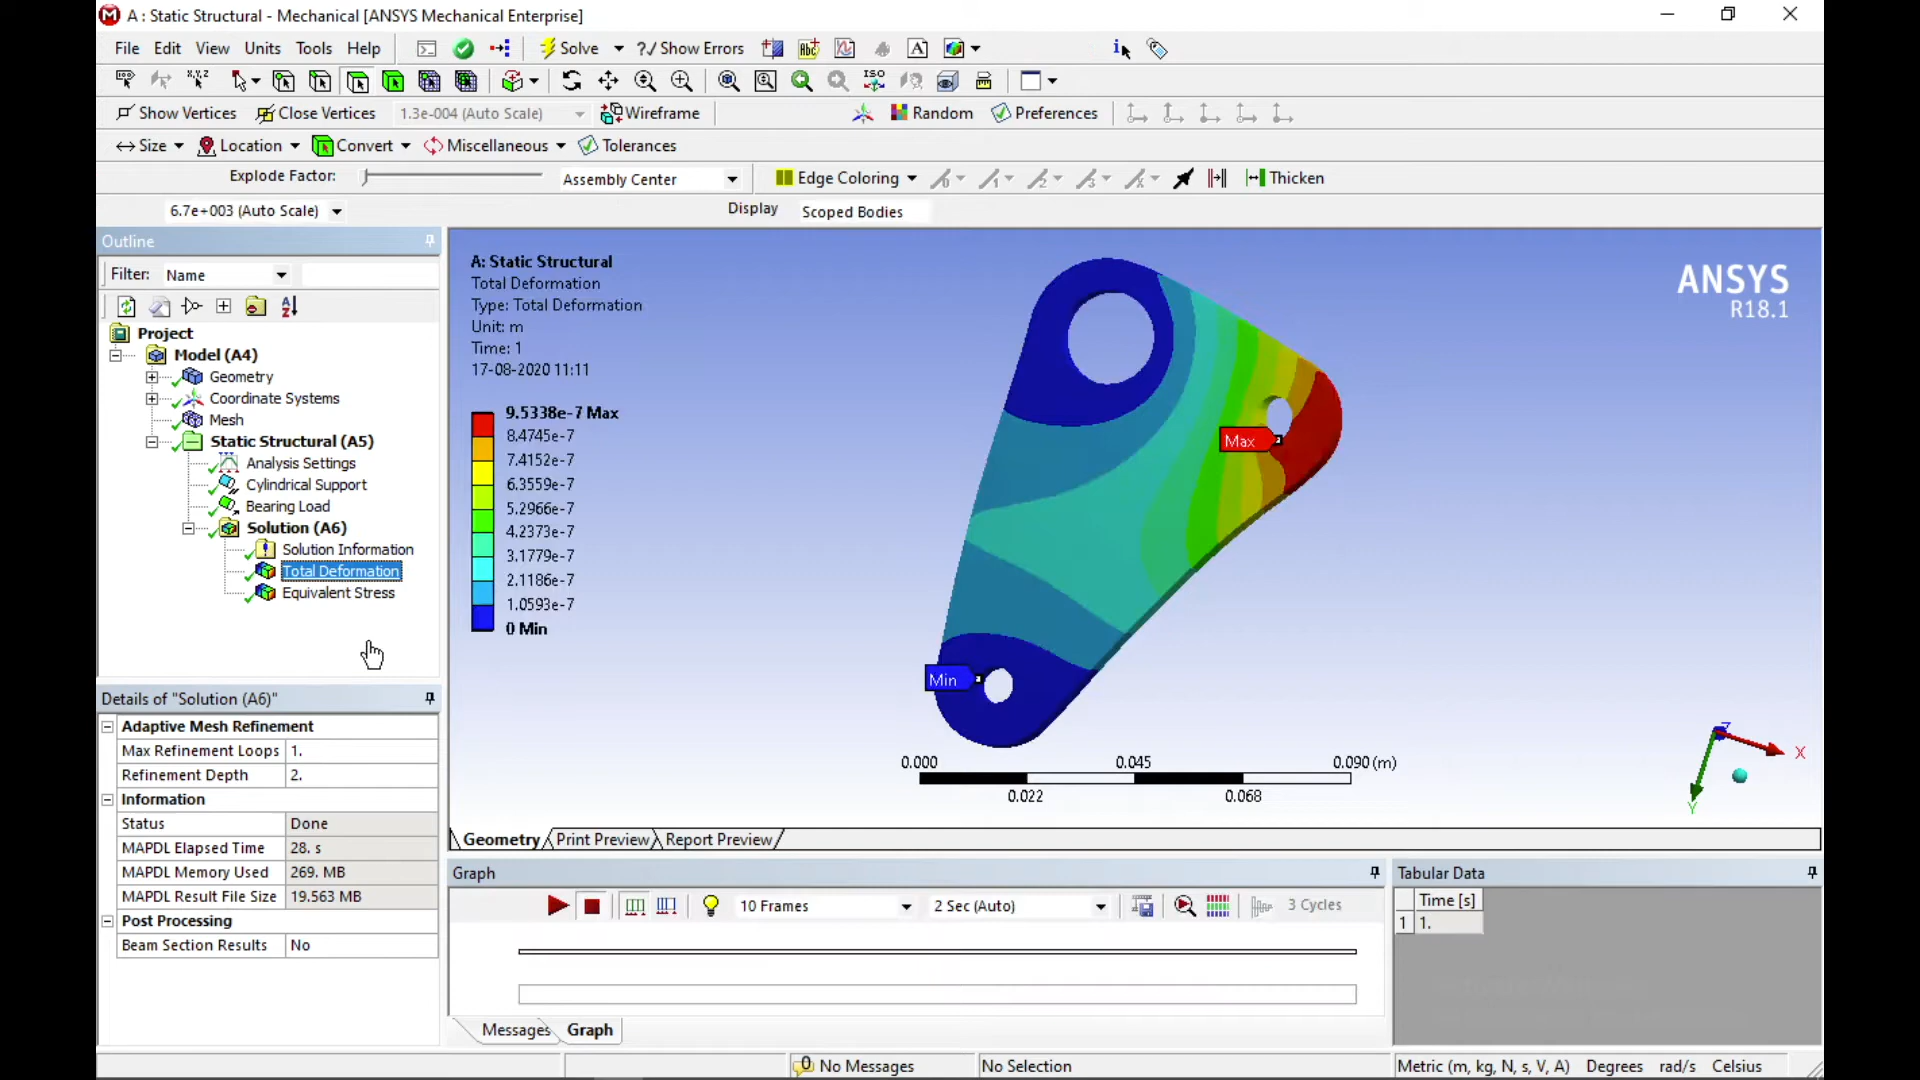 A : Static Structural - Mechanical [ANSYS Mechanical Enterprise]
File Edit View Units Tools Help Solve ?/ Show Errors
Show Vertices Close Vertices 1.3e-004 (Auto Scale) Wireframe Random Preferences
Size Location Convert Miscellaneous Tolerances
Explode Factor: Assembly Center Edge Coloring Thicken
6.7e+003 (Auto Scale) Display Scoped Bodies
Outline
Filter: Name
Project
Model (A4)
Geometry
Coordinate Systems
Mesh
Static Structural (A5)
Analysis Settings
Cylindrical Support
Bearing Load
Solution (A6)
Solution Information
Total Deformation
Equivalent Stress
Details of "Solution (A6)"
Adaptive Mesh Refinement
Max Refinement Loops 1.
Refinement Depth 2.
Information
Status Done
MAPDL Elapsed Time 28. s
MAPDL Memory Used 269. MB
MAPDL Result File Size 19.563 MB
Post Processing
Beam Section Results No
A: Static Structural
Total Deformation
Type: Total Deformation
Unit: m
Time: 1
17-08-2020 11:11
9.5338e-7 Max
8.4745e-7
7.4152e-7
6.3559e-7
5.2966e-7
4.2373e-7
3.1779e-7
2.1186e-7
1.0593e-7
0 Min
ANSYS
R18.1
Max
Min
0.000 0.045 0.090 (m)
0.022 0.068
Z
X
Y
Geometry Print Preview Report Preview
Graph
10 Frames 2 Sec (Auto) 3 Cycles
Messages Graph
Tabular Data
Time [s]
1 1.
No Messages No Selection Metric (m, kg, N, s, V, A) Degrees rad/s Celsius